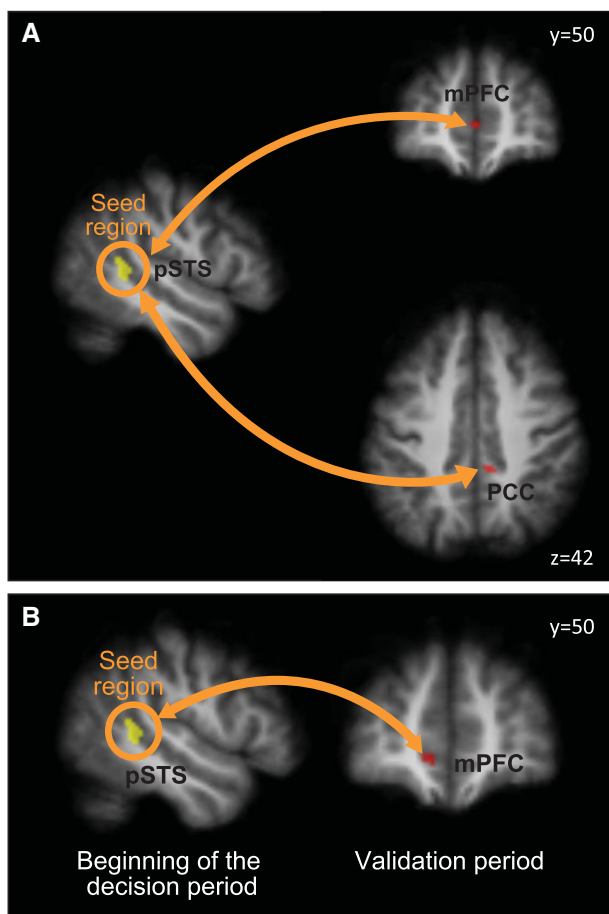 A
y=50
mPFC
Seed
region
pSTS
PCC
z=42
B
y=50
Seed
region
pSTS
mPFC
Beginning of the
decision period
Validation period